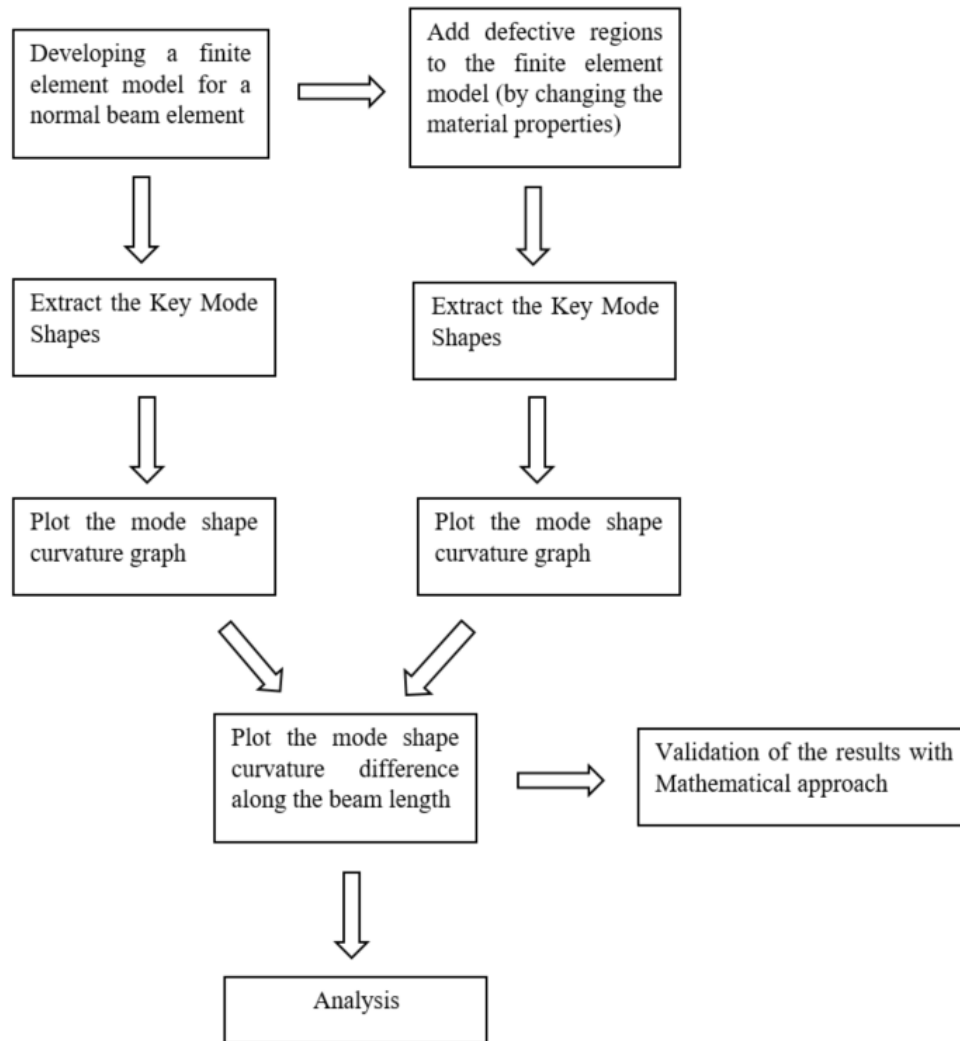 Developing a finite
element model for a
normal beam element
Add defective regions
to the finite element
model (by changing the
material properties)
Extract the Key Mode
Shapes
Extract the Key Mode
Shapes
Plot the mode shape
curvature graph
Plot the mode shape
curvature graph
Plot the mode shape
curvature difference
along the beam length
Validation of the results with
Mathematical approach
Analysis